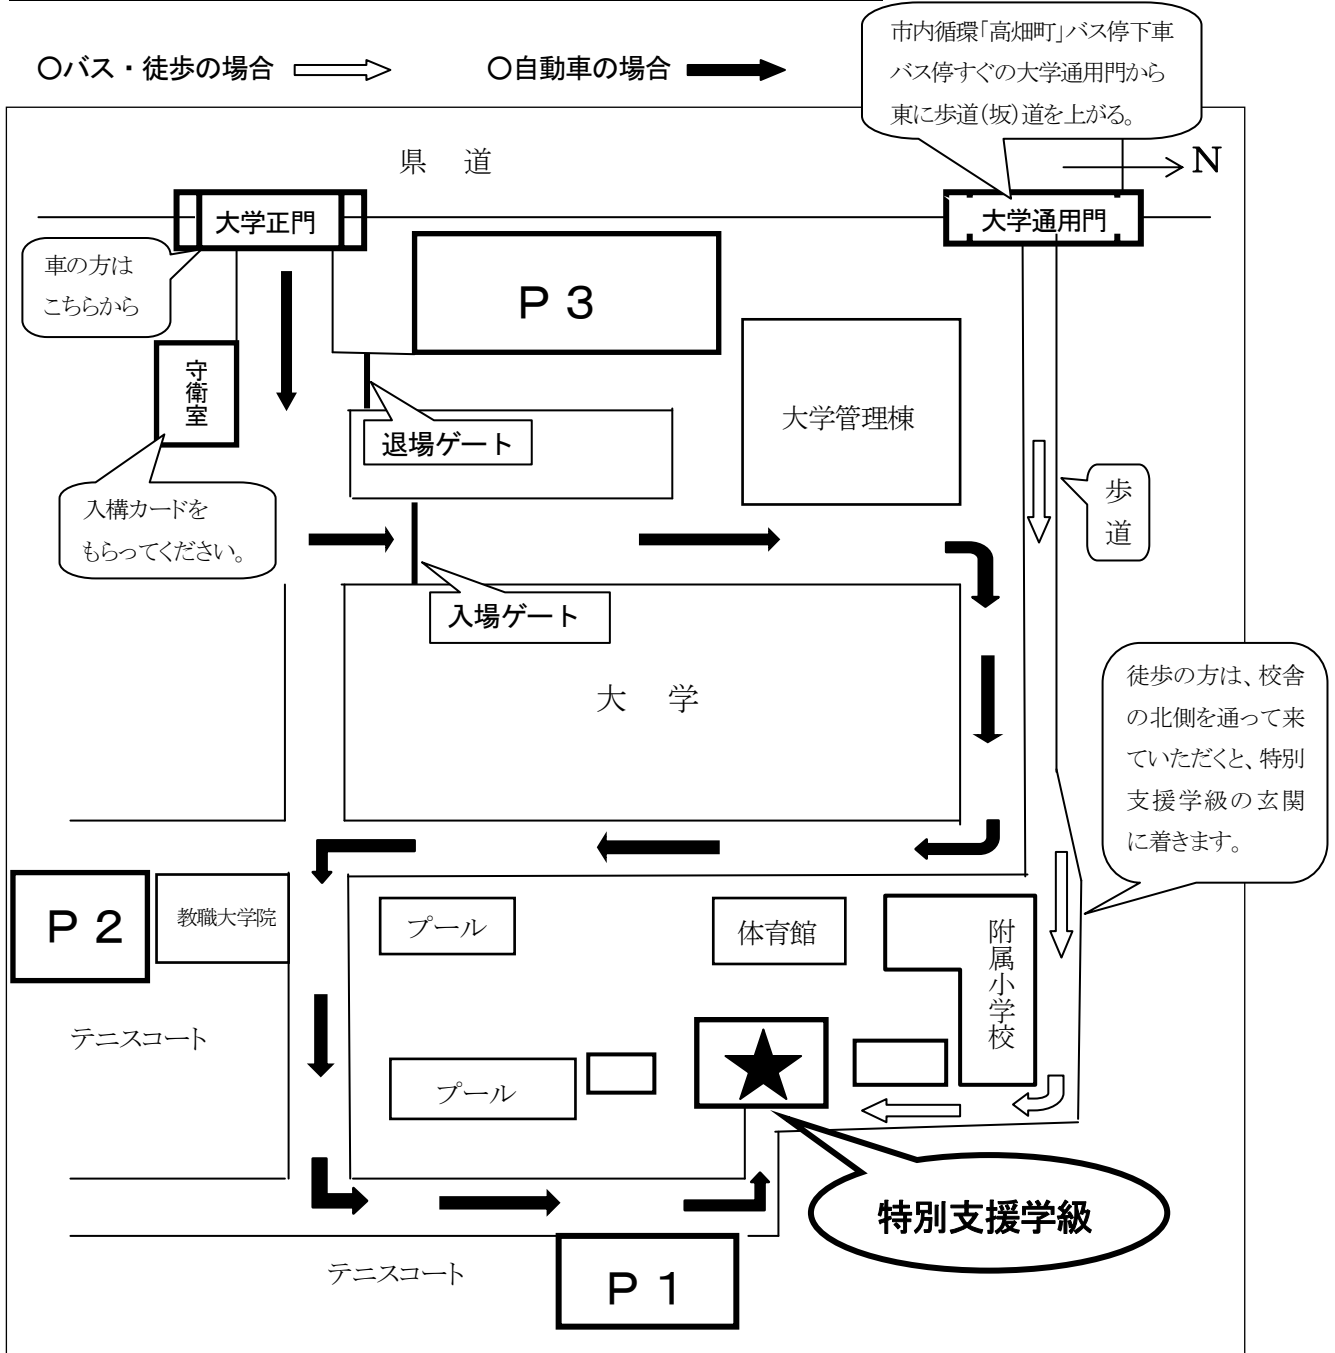 市内循環「高畑町」バス停下車
バス停すぐの大学通用門から
東に歩道(坂)道を上がる。
〇バス・徒歩の場合
〇自動車の場合
県 道
N
大学正門
大学通用門
車の方は
こちらから
P 3
守衛室
大学管理棟
退場ゲート
歩道
入構カードを
もらってください。
入場ゲート
大 学
徒歩の方は、校舎
の北側を通って来
ていただくと、特別
支援学級の玄関
に着きます。
P 2
教職大学院
プール
体育館
附属小学校
テニスコート
プール
特別支援学級
テニスコート
P 1